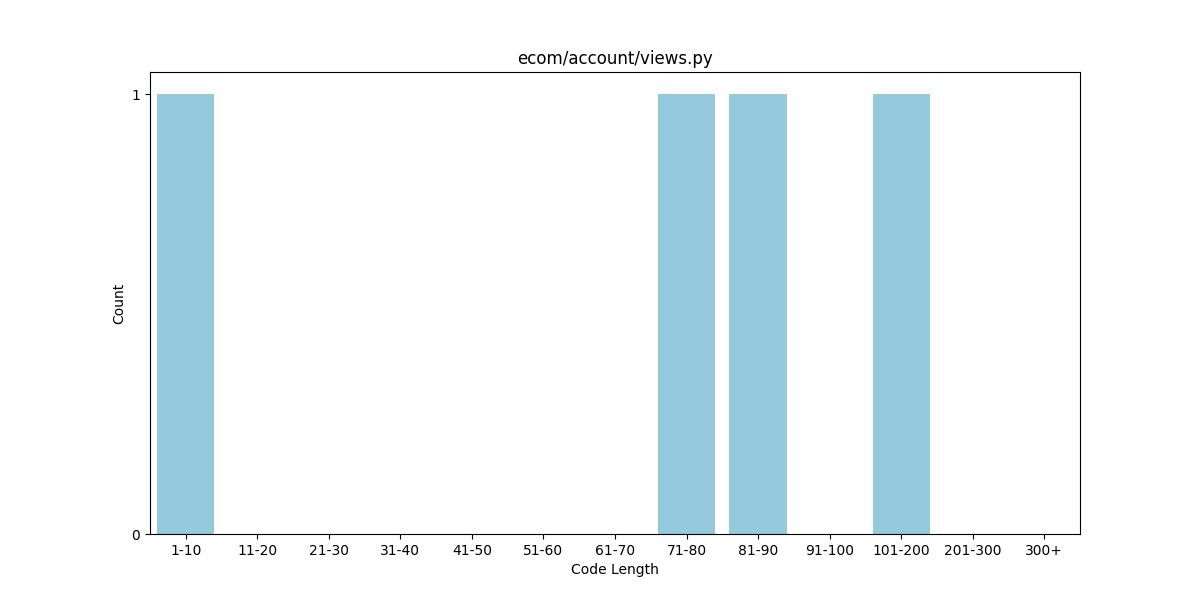 ecom/account/views.py
Count
1
0
1-10 11-20 21-30 31-40 41-50 51-60 61-70 71-80 81-90 91-100 101-200 201-300 300+
Code Length